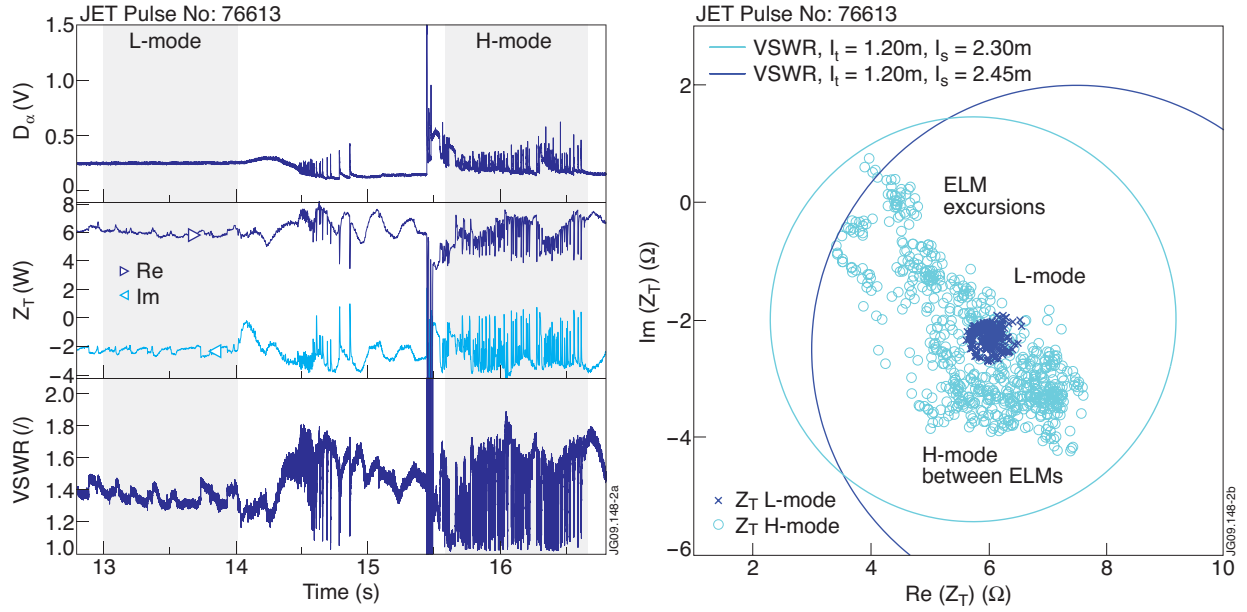 JET Pulse No: 76613
L-mode
H-mode
1.5
1.0
0.5
0
Dα (V)
8
6
4
2
0
−2
−4
ZT (W)
Re
Im
2.0
1.8
1.6
1.4
1.2
1.0
VSWR (/)
13
14
15
16
Time (s)
JG09.148-2a
JET Pulse No: 76613
VSWR, lt = 1.20m, ls = 2.30m
VSWR, lt = 1.20m, ls = 2.45m
2
0
−2
−4
−6
Im (ZT) (Ω)
ELM
excursions
L-mode
H-mode
between ELMs
ZT L-mode
ZT H-mode
2
4
6
8
10
Re (ZT) (Ω)
JG09.148-2b